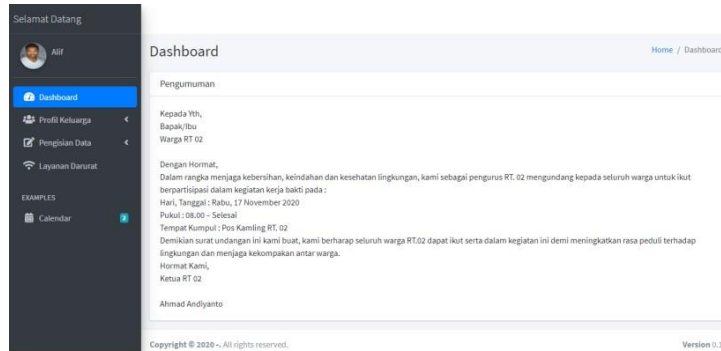 Selamat Datang
Alif
Dashboard
Profil Keluarga
Pengisian Data
Layanan Darurat
EXAMPLES
Calendar 2
Dashboard
Home / Dashboard
Pengumuman
Kepada Yth,
Bapak/Ibu
Warga RT 02
Dengan Hormat,
Dalam rangka menjaga kebersihan, keindahan dan kesehatan lingkungan, kami sebagai pengurus RT. 02 mengundang kepada seluruh warga untuk ikut
berpartisipasi dalam kegiatan kerja bakti pada :
Hari, Tanggal : Rabu, 17 November 2020
Pukul : 08.00 – Selesai
Tempat Kumpul : Pos Kamling RT. 02
Demikian surat undangan ini kami buat, kami berharap seluruh warga RT.02 dapat ikut serta dalam kegiatan ini demi meningkatkan rasa peduli terhadap
lingkungan dan menjaga kekompakan antar warga.
Hormat Kami,
Ketua RT 02
Ahmad Andiyanto
Copyright © 2020 -. All rights reserved.
Version 0.1